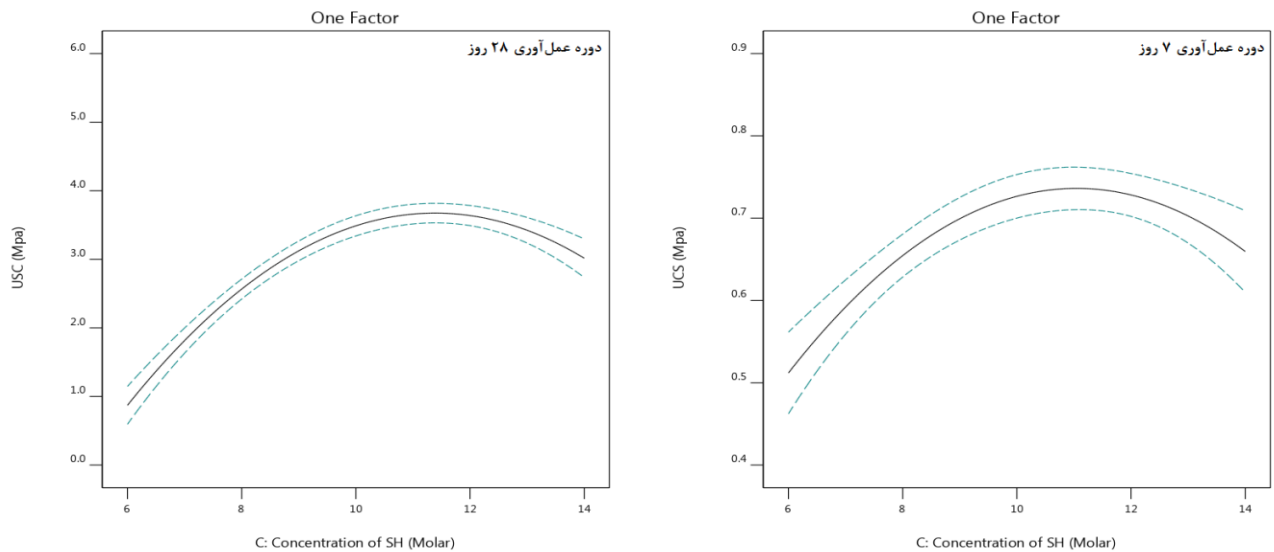 One Factor
دوره عمل‌آوری ۲۸ روز
6.0
5.0
4.0
3.0
2.0
1.0
0.0
USC (Mpa)
6 8 10 12 14
C: Concentration of SH (Molar)
One Factor
دوره عمل‌آوری ۷ روز
0.9
0.8
0.7
0.6
0.5
0.4
UCS (Mpa)
6 8 10 12 14
C: Concentration of SH (Molar)